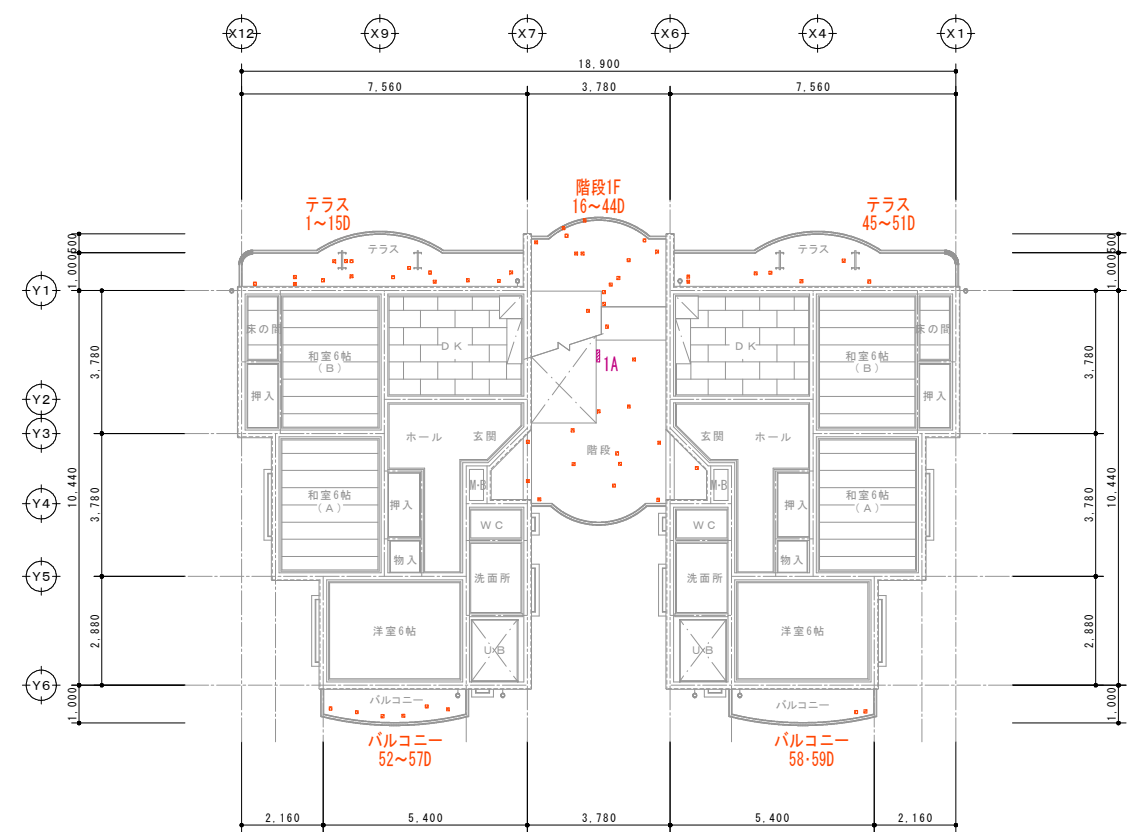 X12 X9 X7 X6 X4 X1
18,900
7,560 3,780 7,560
テラス
1~15D
階段1F
16~44D
テラス
45~51D
テラス
テラス
500
1,000
500
1,000
Y1
Y2
Y3
Y4
Y5
Y6
3,780
10,440
3,780
2,880
1,000
3,780
10,440
3,780
2,880
1,000
床の間
和室6帖
(B)
DK
押入
1A
DK
和室6帖
(B)
床の間
押入
ホール 玄関
階段
玄関 ホール
和室6帖
(A)
押入
M・B
WC
物入
洗面所
洋室6帖
U・B
M・B
押入
和室6帖
(A)
WC
物入
洗面所
U・B
洋室6帖
バルコニー
バルコニー
バルコニー
52~57D
バルコニー
58・59D
2,160 5,400 3,780 5,400 2,160